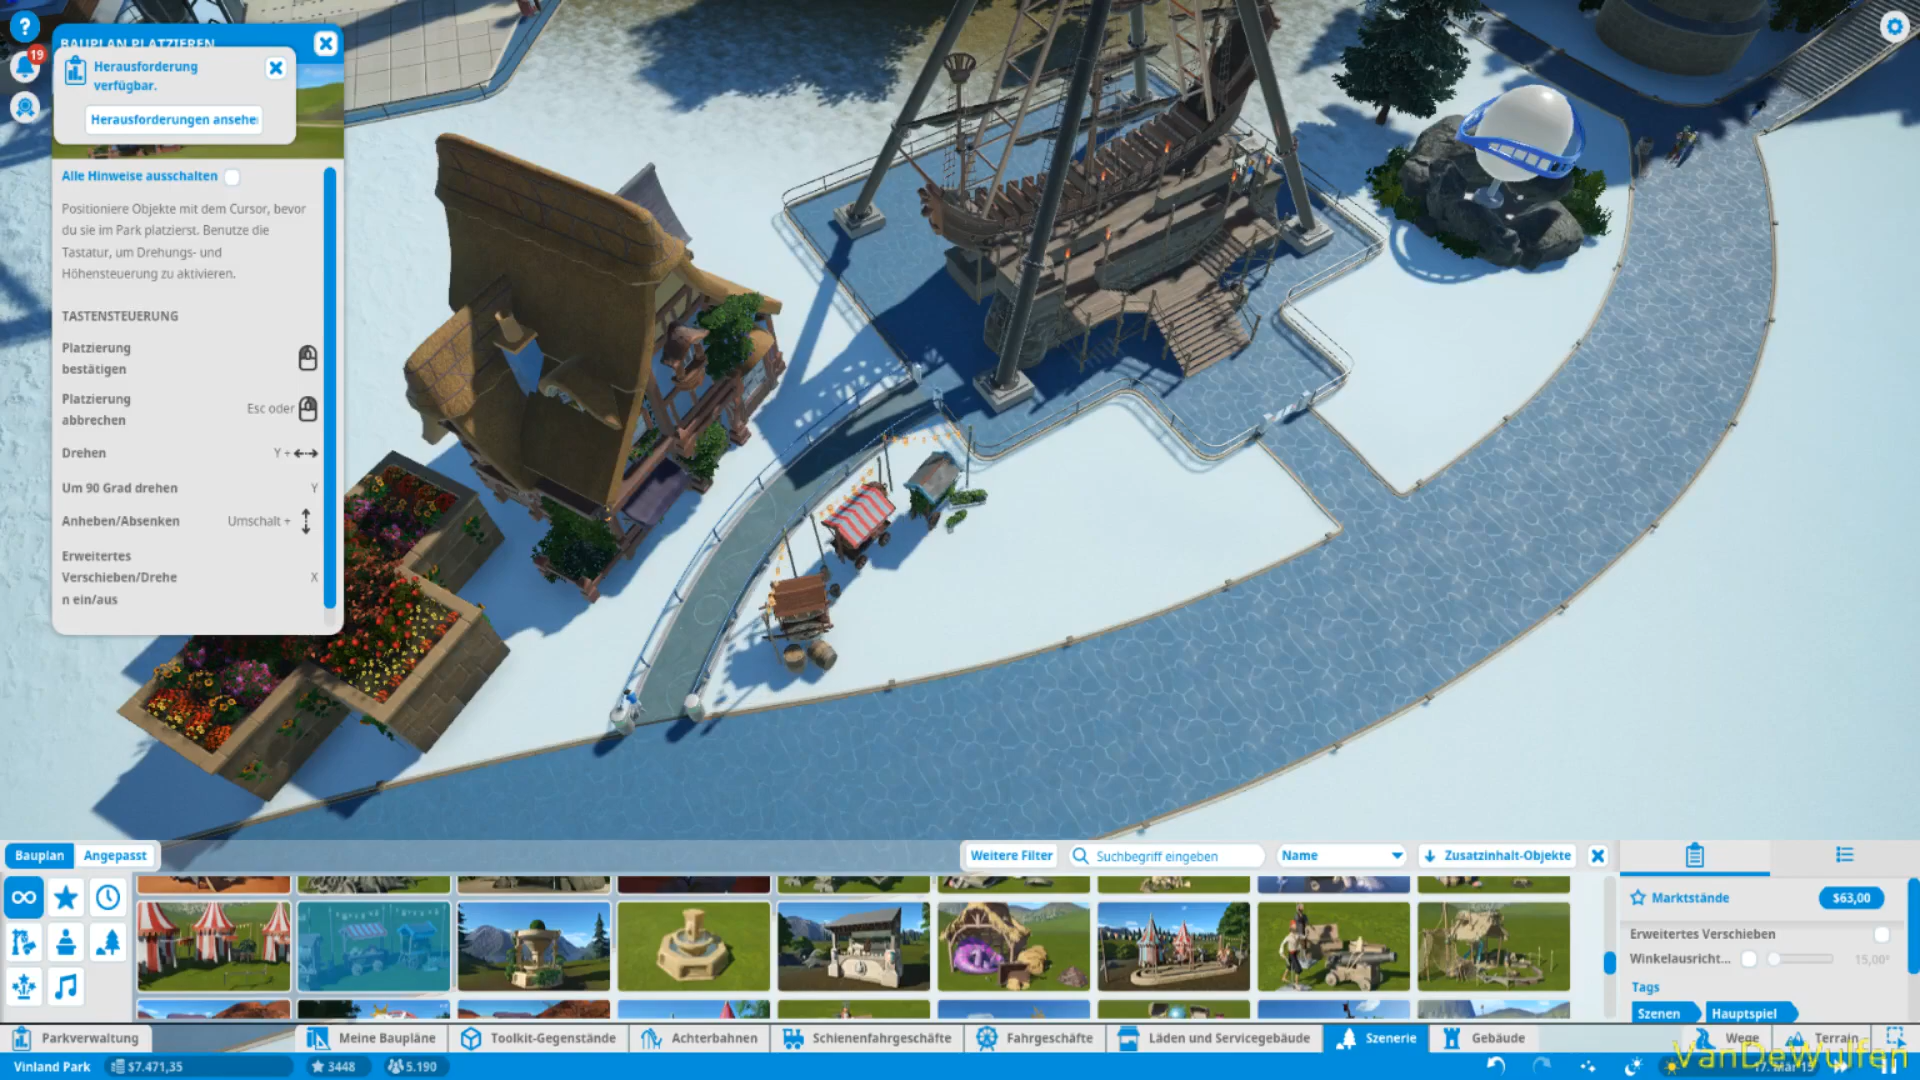 19
BAUPLAN PLATZIEREN
Herausforderung
verfügbar.
Herausforderungen ansehe
Alle Hinweise ausschalten
Positioniere Objekte mit dem Cursor, bevor
du sie im Park platzierst. Benutze die
Tastatur, um Drehungs- und
Höhensteuerung zu aktivieren.
TASTENSTEUERUNG
Platzierung
bestätigen
Platzierung
abbrechen
Esc oder
Drehen
Y +
Um 90 Grad drehen
Y
Anheben/Absenken
Umschalt +
Erweitertes
Verschieben/Drehe
n ein/aus
X
Bauplan
Angepasst
Weitere Filter
Suchbegriff eingeben
Name
Zusatzinhalt-Objekte
Marktstände
$63,00
Erweitertes Verschieben
Winkelausricht...
15,00°
Tags
Szenen
Hauptspiel
Parkverwaltung
Meine Baupläne
Toolkit-Gegenstände
Achterbahnen
Schienenfahrgeschäfte
Fahrgeschäfte
Läden und Servicegebäude
Szenerie
Gebäude
Wege
Terrain
Vinland Park
$7.471,35
3448
5.190
17. Mär 13
VanDeWulfen